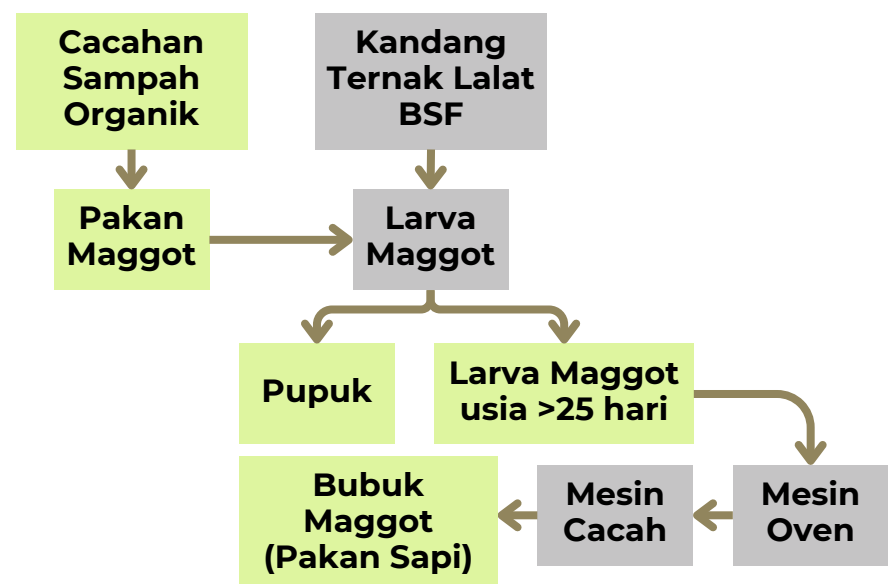 Cacahan
Sampah
Organik
Kandang
Ternak Lalat
BSF
Pakan
Maggot
Larva
Maggot
Pupuk
Larva Maggot
usia >25 hari
Mesin
Oven
Mesin
Cacah
Bubuk
Maggot
(Pakan Sapi)